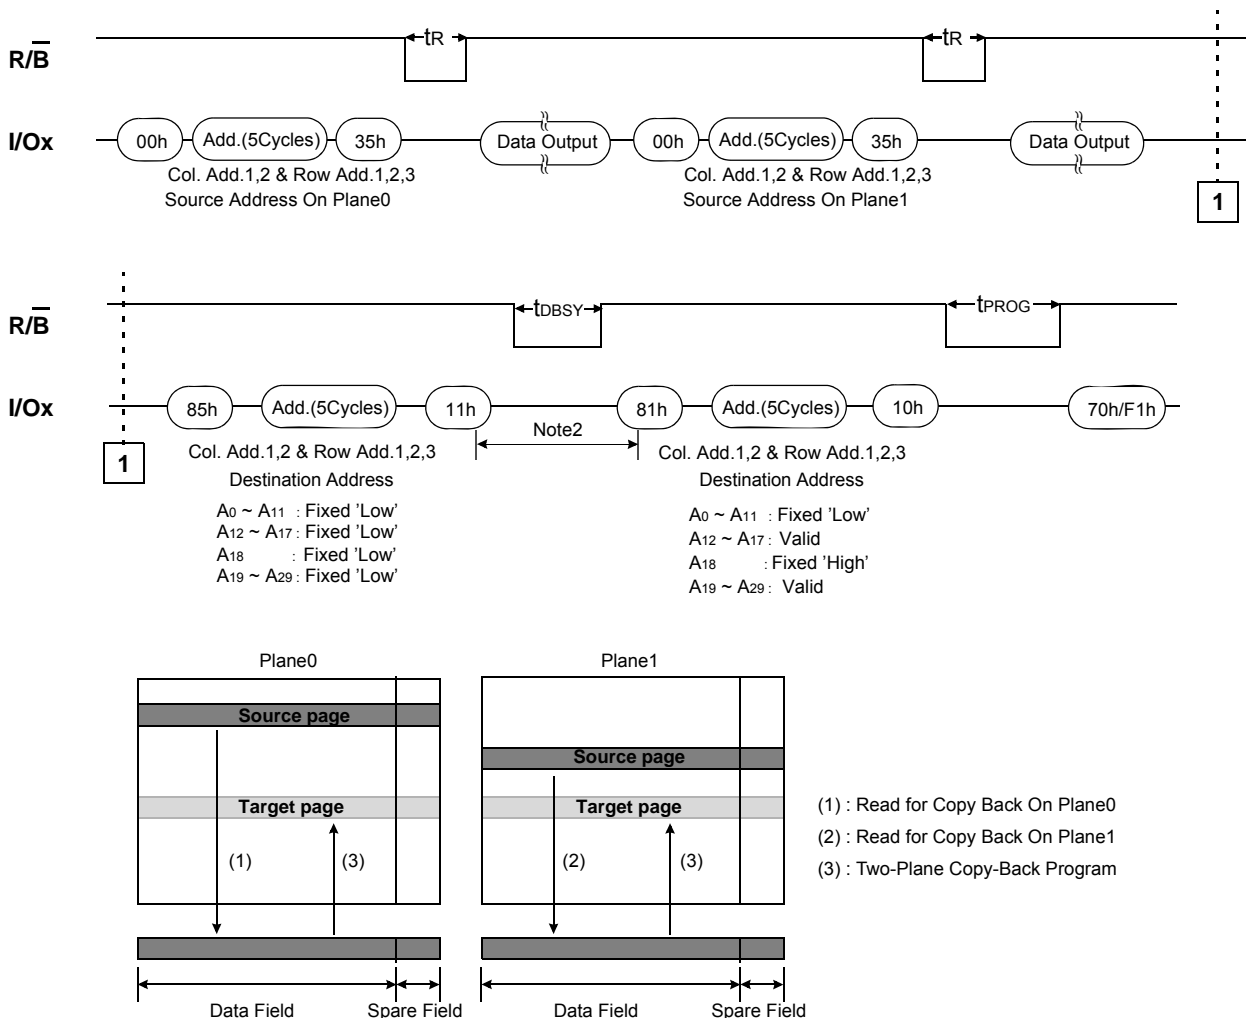 R/B tR tR
I/Ox 00h Add.(5Cycles) 35h Data Output 00h Add.(5Cycles) 35h Data Output
Col. Add.1,2 & Row Add.1,2,3 Col. Add.1,2 & Row Add.1,2,3
Source Address On Plane0 Source Address On Plane1
1
R/B tDBSY tPROG
I/Ox 85h Add.(5Cycles) 11h 81h Add.(5Cycles) 10h 70h/F1h
Note2
1
Col. Add.1,2 & Row Add.1,2,3 Col. Add.1,2 & Row Add.1,2,3
Destination Address Destination Address
A0 ~ A11 : Fixed 'Low' A0 ~ A11 : Fixed 'Low'
A12 ~ A17 : Fixed 'Low' A12 ~ A17 : Valid
A18 : Fixed 'Low' A18 : Fixed 'High'
A19 ~ A29 : Fixed 'Low' A19 ~ A29 : Valid
Plane0 Plane1
Source page
Source page
Target page Target page
(1) (3) (2) (3)
(1) : Read for Copy Back On Plane0
(2) : Read for Copy Back On Plane1
(3) : Two-Plane Copy-Back Program
Data Field Spare Field Data Field Spare Field